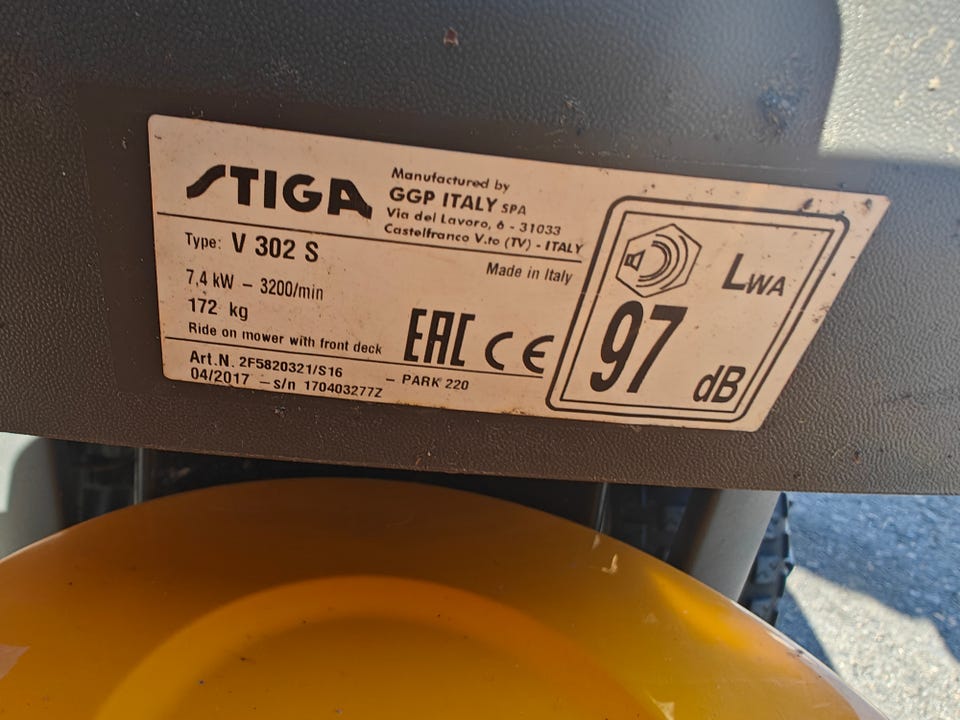 STIGA
Manufactured by
GGP ITALY SPA
Via del Lavoro, 6 - 31033
Castelfranco V.to (TV) - ITALY
Type: V 302 S
Made in Italy
7,4 kW - 3200/min
172 kg
Ride on mower with front deck
EAC CE
Art.N. 2F5820321/S16
04/2017 - s/n 170403277Z - PARK 220
LWA
97
dB